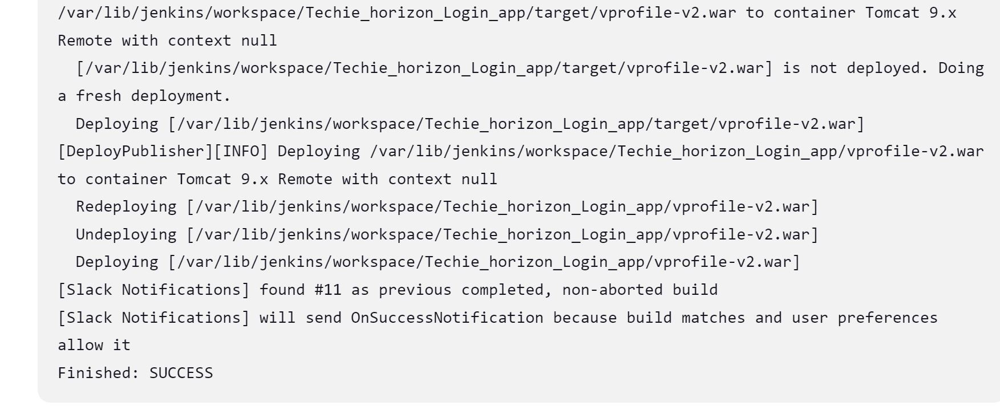 /var/lib/jenkins/workspace/Techie_horizon_Login_app/target/vprofile-v2.war to container Tomcat 9.x
Remote with context null
  [/var/lib/jenkins/workspace/Techie_horizon_Login_app/target/vprofile-v2.war] is not deployed. Doing
a fresh deployment.
  Deploying [/var/lib/jenkins/workspace/Techie_horizon_Login_app/target/vprofile-v2.war]
[DeployPublisher][INFO] Deploying /var/lib/jenkins/workspace/Techie_horizon_Login_app/vprofile-v2.war
to container Tomcat 9.x Remote with context null
  Redeploying [/var/lib/jenkins/workspace/Techie_horizon_Login_app/vprofile-v2.war]
  Undeploying [/var/lib/jenkins/workspace/Techie_horizon_Login_app/vprofile-v2.war]
  Deploying [/var/lib/jenkins/workspace/Techie_horizon_Login_app/vprofile-v2.war]
[Slack Notifications] found #11 as previous completed, non-aborted build
[Slack Notifications] will send OnSuccessNotification because build matches and user preferences
allow it
Finished: SUCCESS